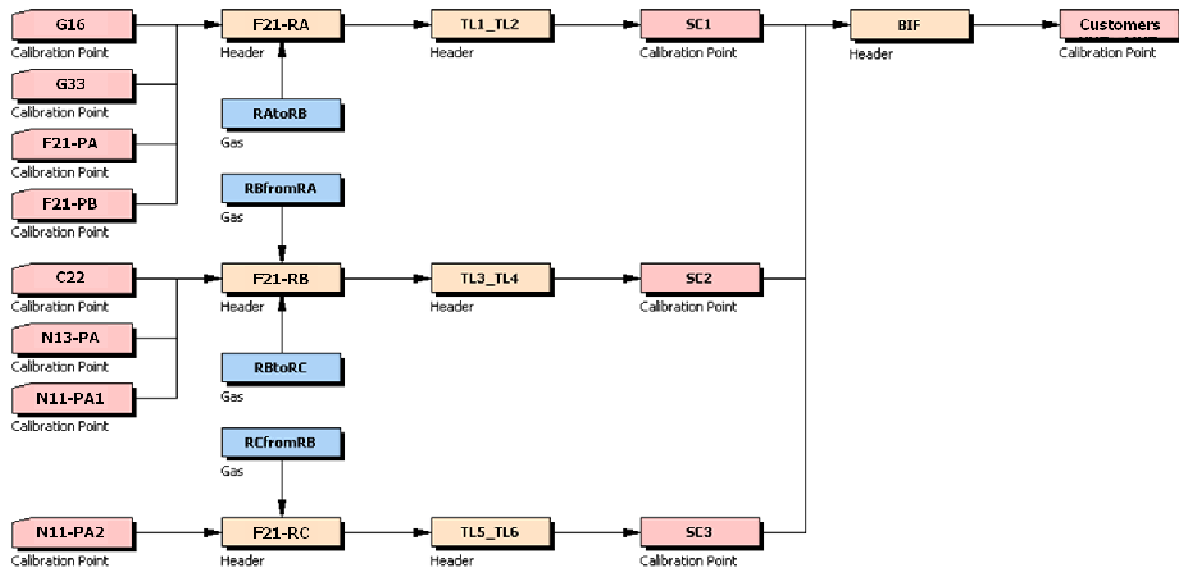 G16
Calibration Point
F21-RA
Header
TL1_TL2
Header
SC1
Calibration Point
BIF
Header
Customers
Calibration Point
G33
Calibration Point
RAtoRB
Gas
F21-PA
Calibration Point
RBfromRA
Gas
F21-PB
Calibration Point
C22
Calibration Point
F21-RB
Header
TL3_TL4
Header
SC2
Calibration Point
N13-PA
Calibration Point
RBtoRC
Gas
N11-PA1
Calibration Point
RCfromRB
Gas
N11-PA2
Calibration Point
F21-RC
Header
TL5_TL6
Header
SC3
Calibration Point